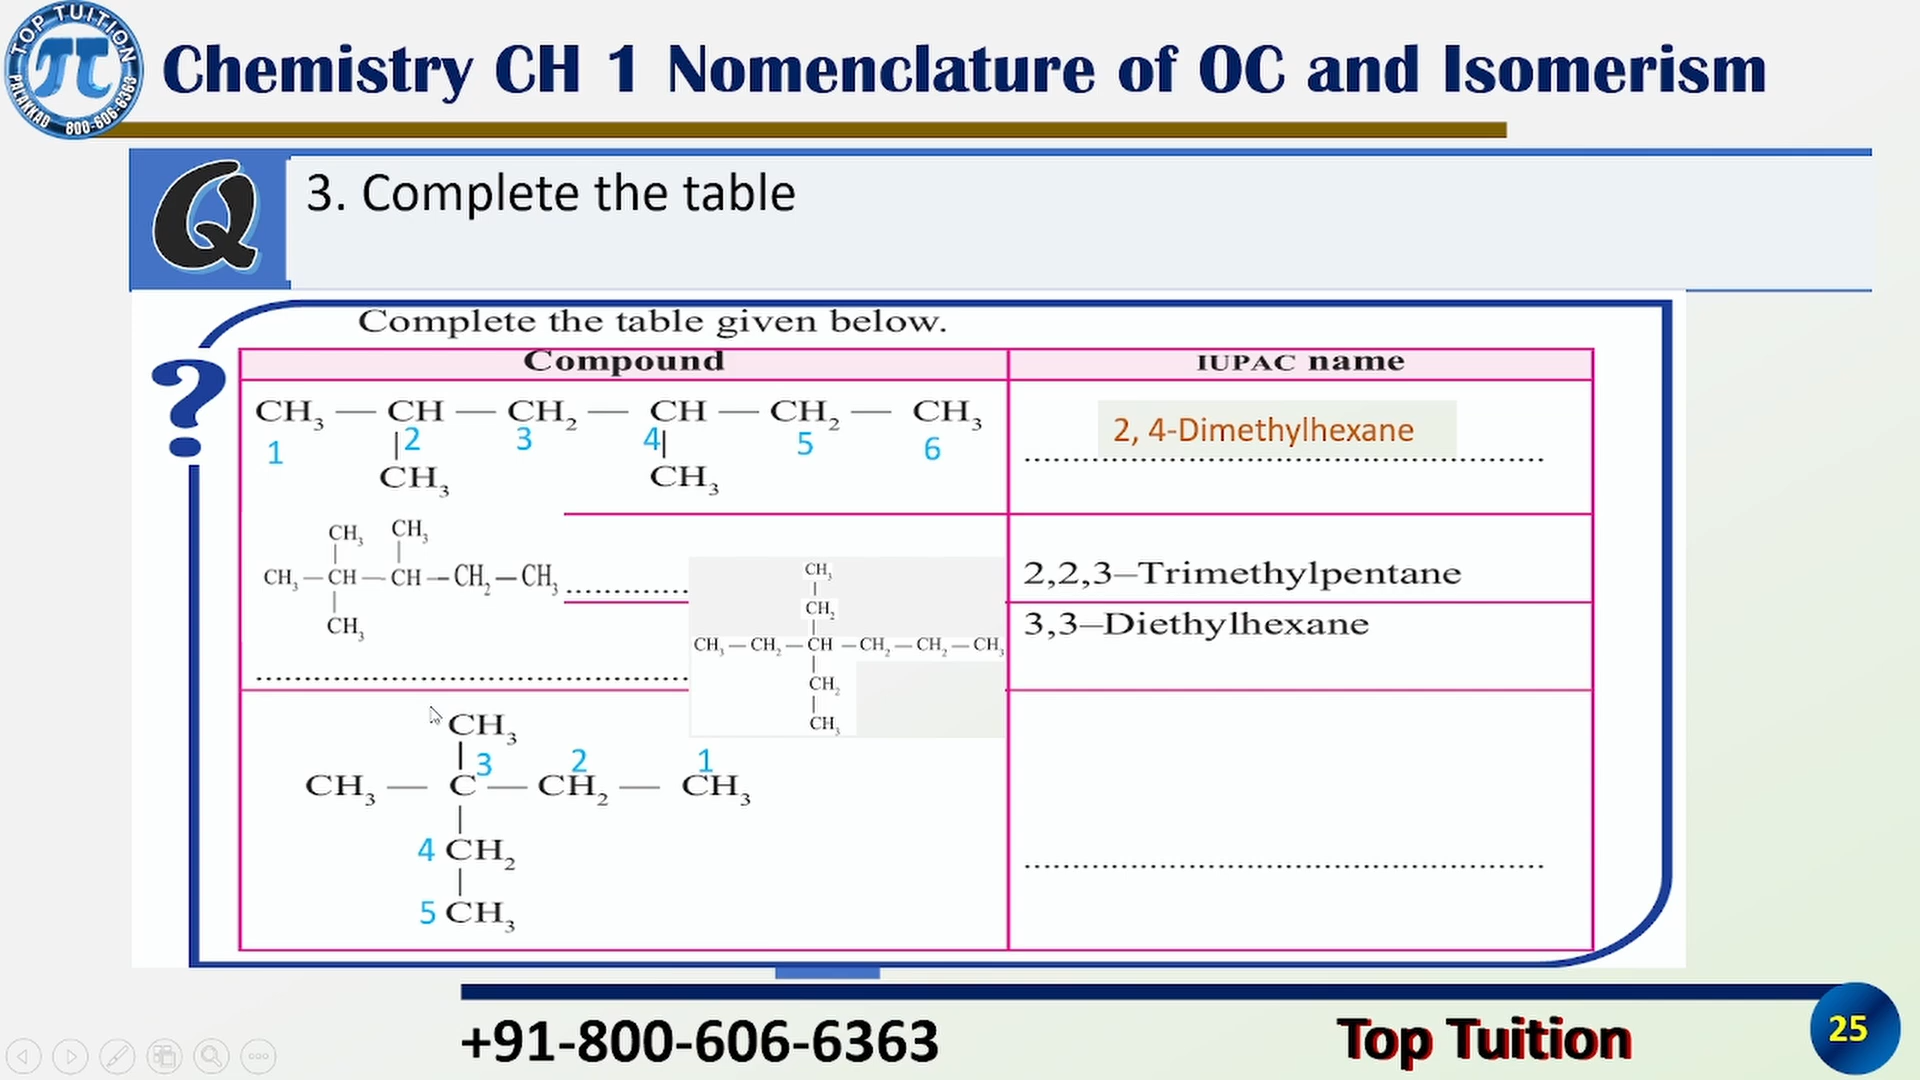 TOP TUITION
PALAKKAD 800-606-6363
Chemistry CH 1 Nomenclature of OC and Isomerism
Q
3. Complete the table
?
Complete the table given below.
Compound
IUPAC name
CH₃ — CH — CH₂ — CH — CH₂ — CH₃
1 |2 3 4| 5 6
CH₃ CH₃
2, 4-Dimethylhexane
CH₃ CH₃
| |
CH₃ — CH — CH — CH₂ — CH₃
|
CH₃
2,2,3–Trimethylpentane
CH₃
|
CH₂
|
CH₃ — CH₂ — CH — CH₂ — CH₂ — CH₃
|
CH₂
|
CH₃
3,3–Diethylhexane
CH₃
| 3 2 1
CH₃ — C — CH₂ — CH₃
|
4 CH₂
|
5 CH₃
+91-800-606-6363
Top Tuition
25